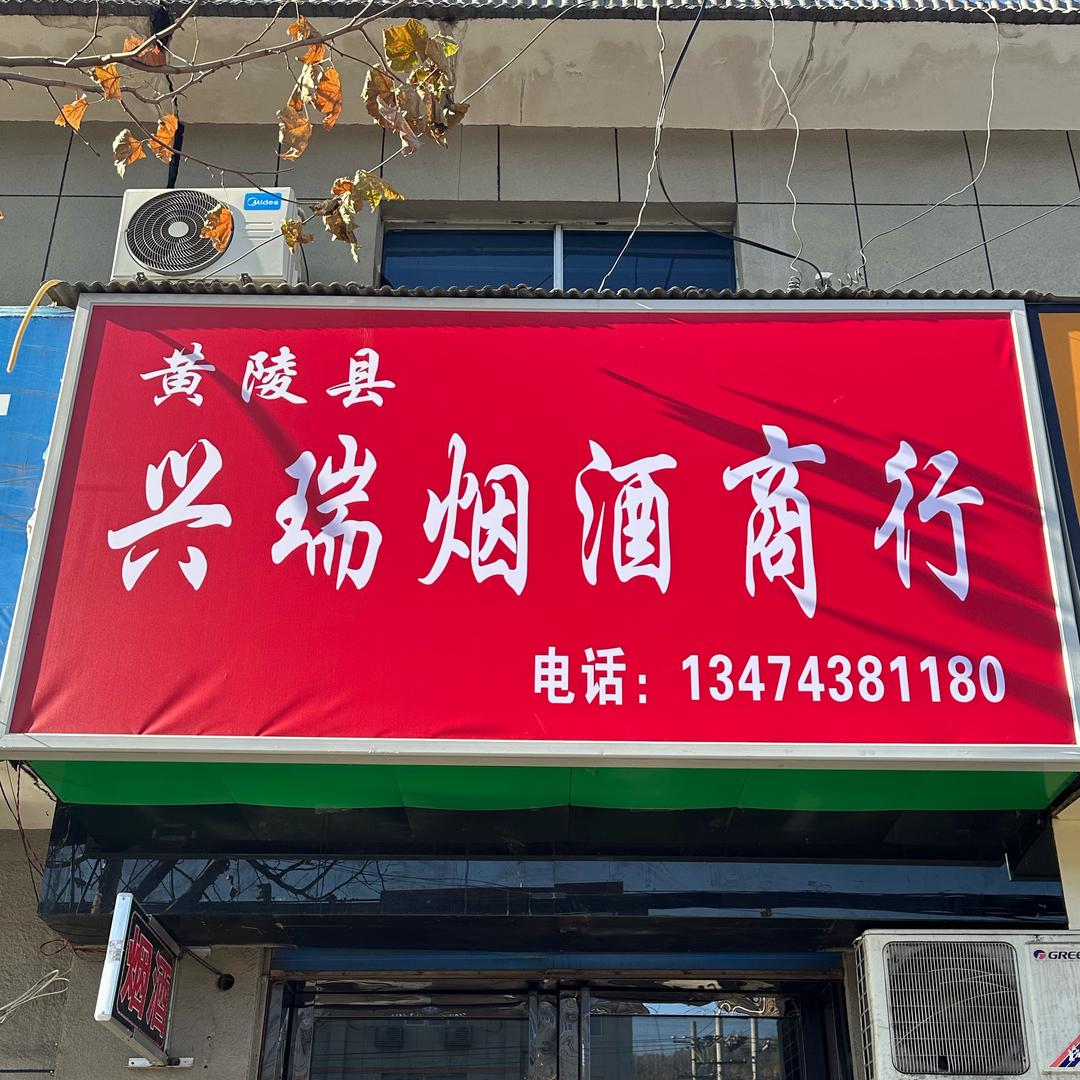 Midea
黄陵县
兴瑞烟酒商行
电话：13474381180
烟酒
GREE